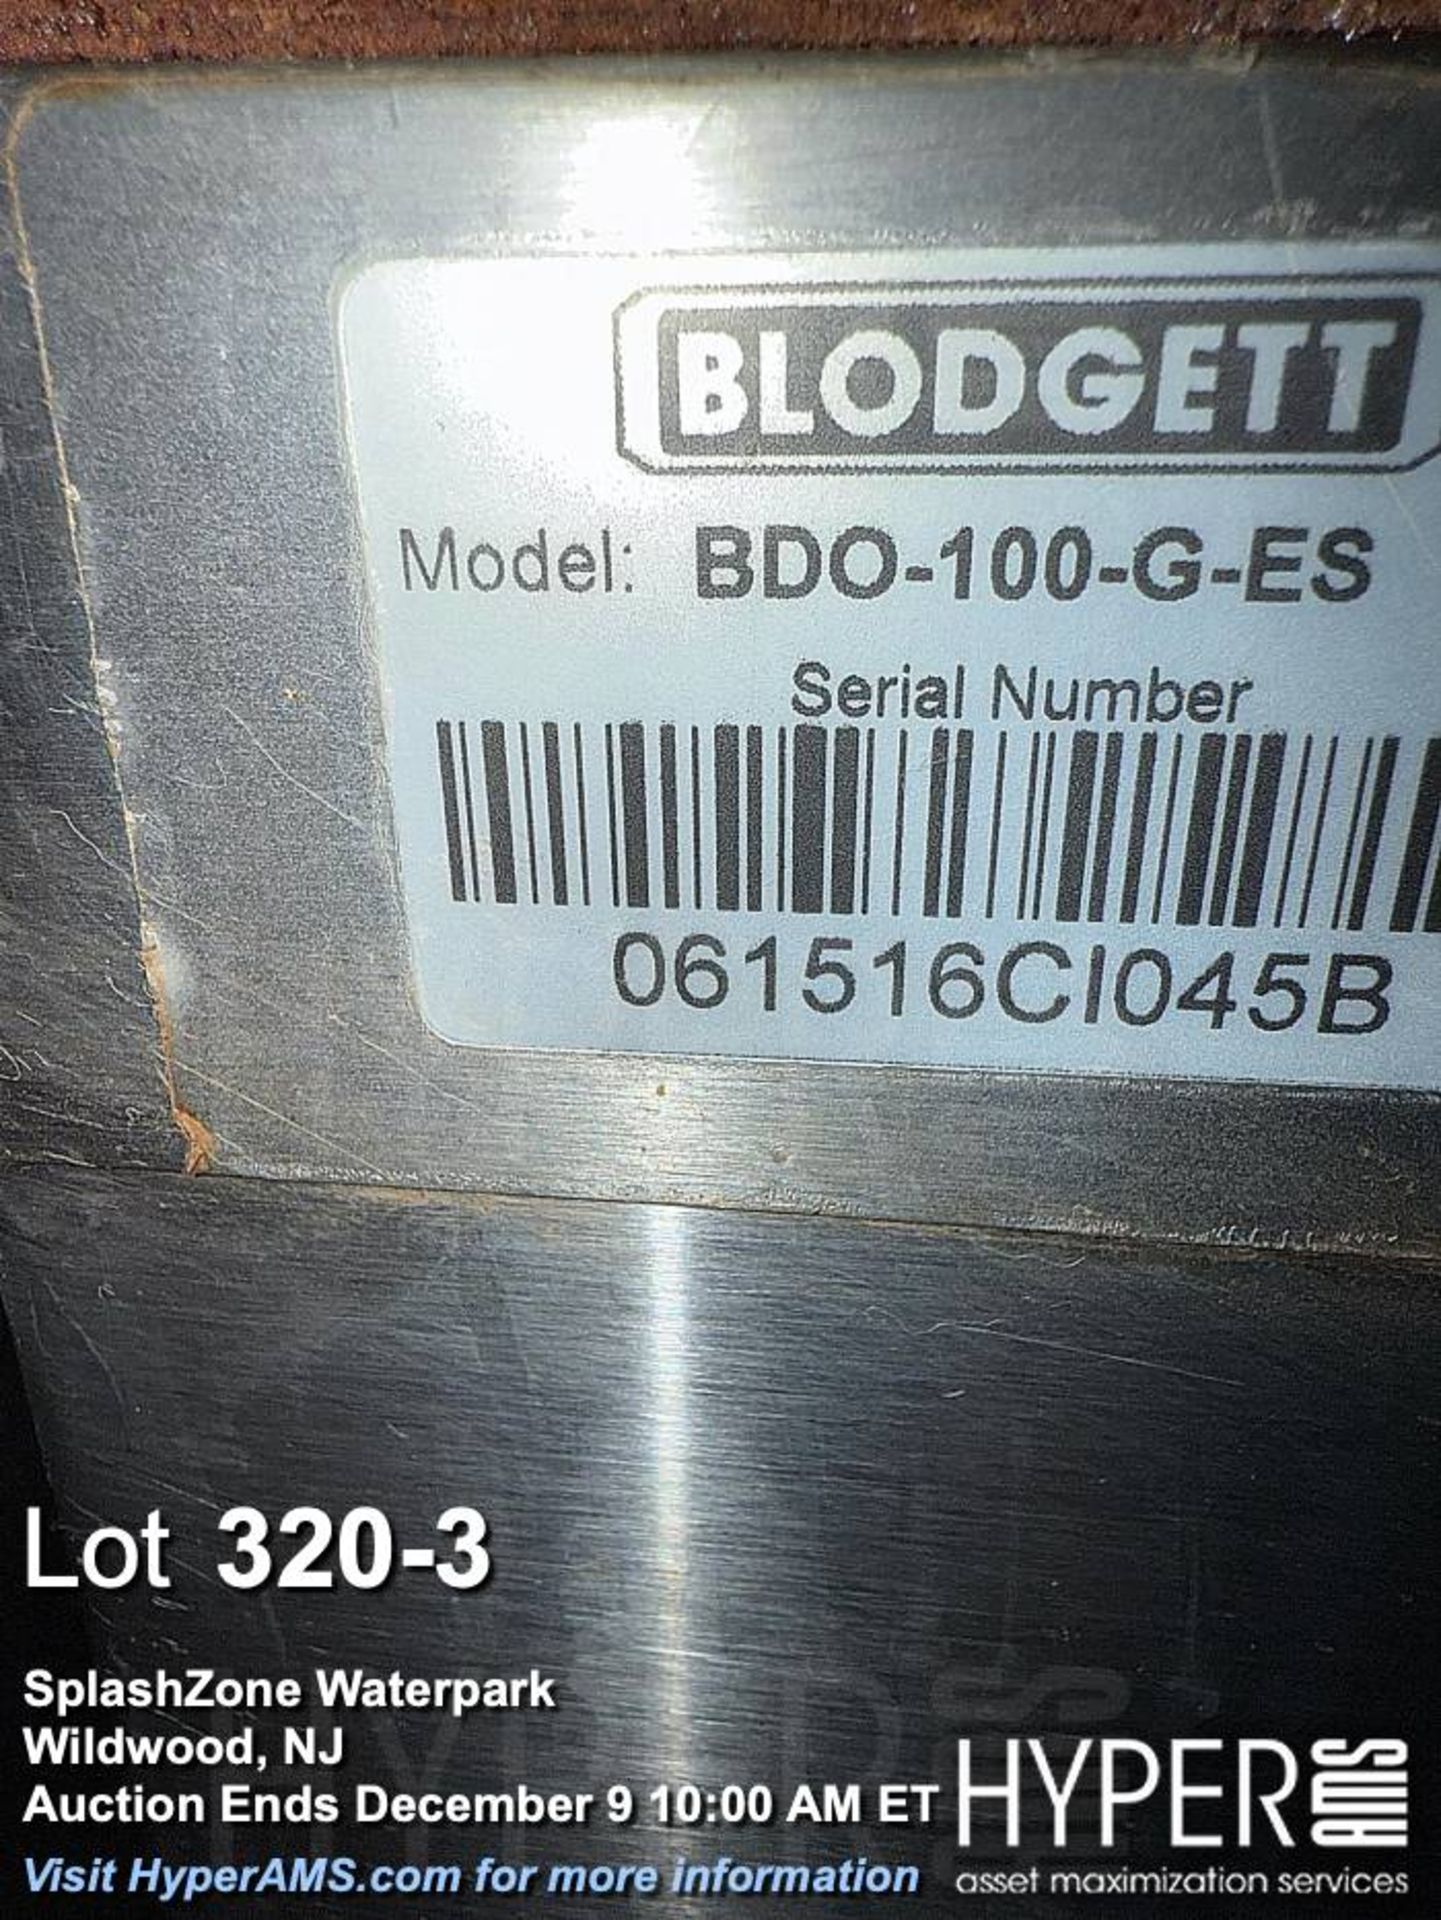 BLODGETT
Model: BDO-100-G-ES
Serial Number
061516CI045B
Lot 320-3
SplashZone Waterpark
Wildwood, NJ
Auction Ends December 9 10:00 AM ET
Visit HyperAMS.com for more information
HYPER AMS
asset maximization services